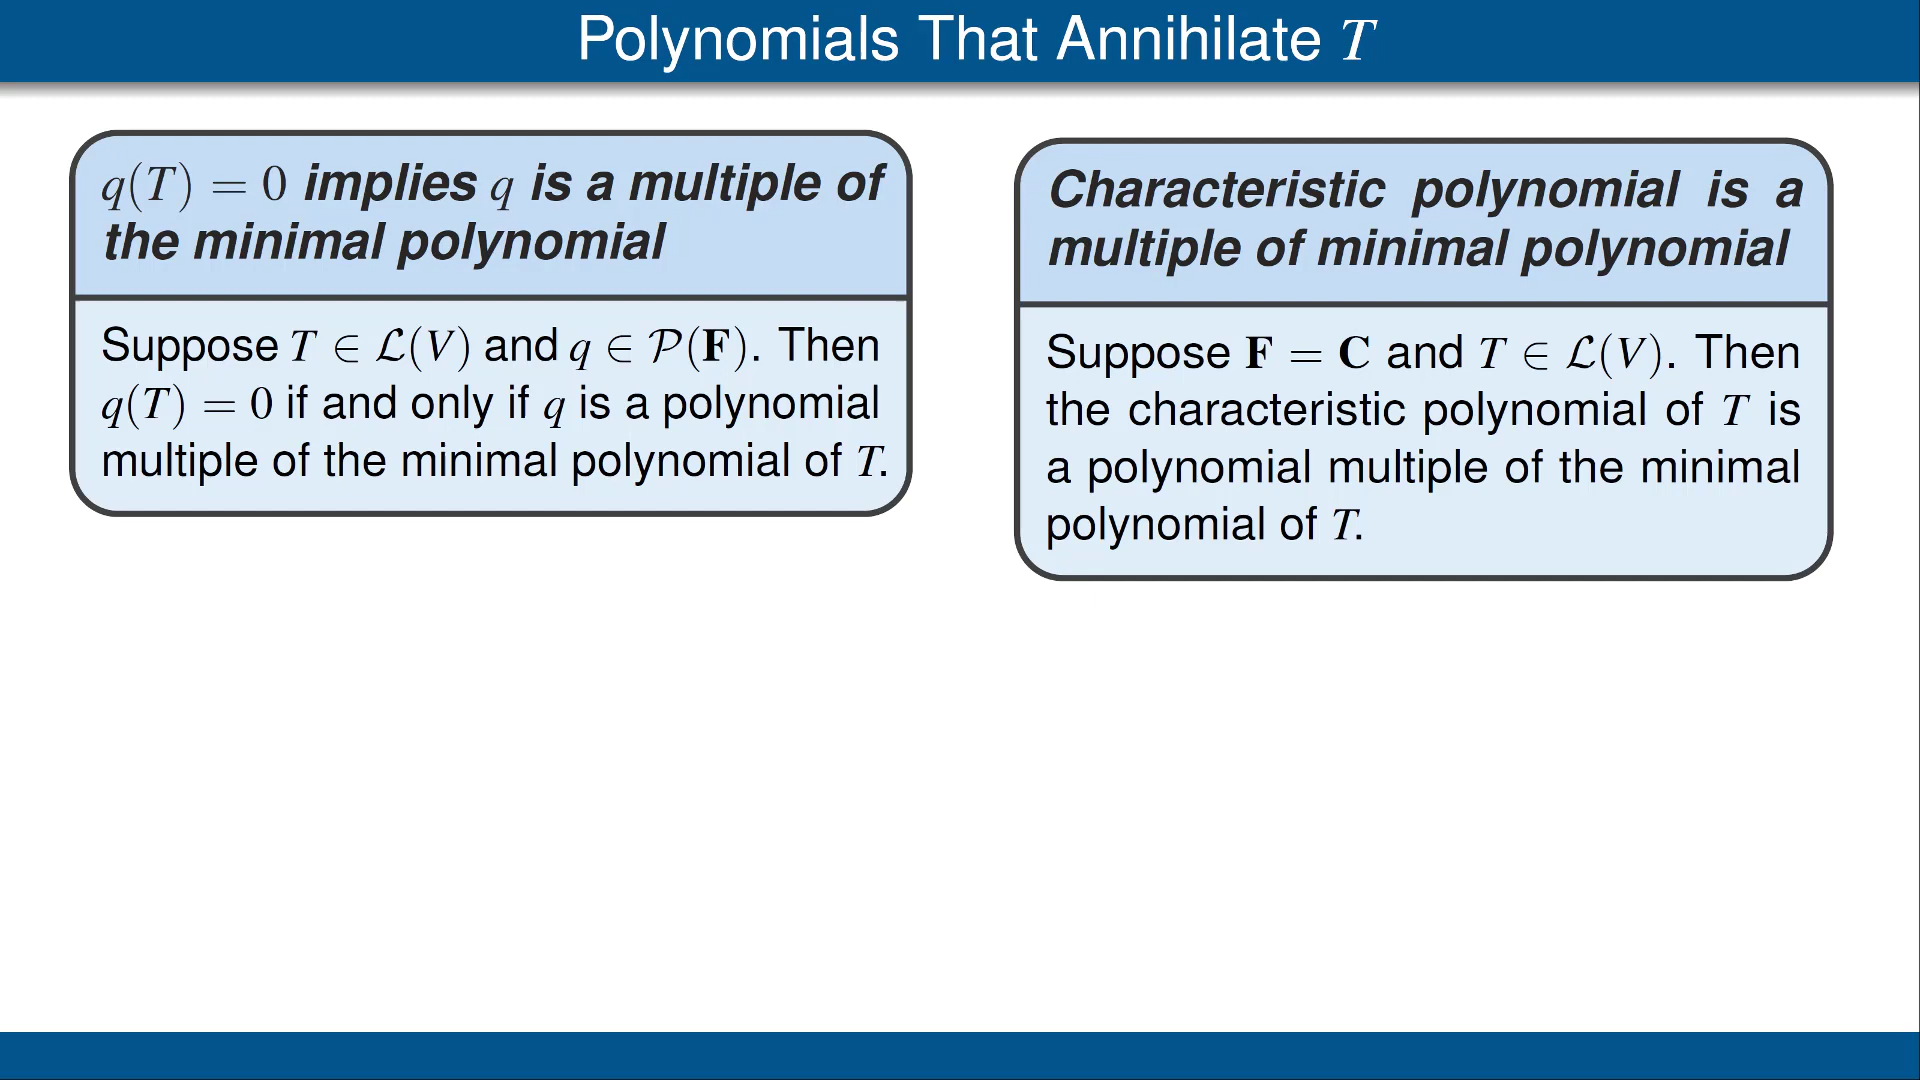 Polynomials That Annihilate T
q(T) = 0 implies q is a multiple of
the minimal polynomial
Suppose T ∈ ℒ(V) and q ∈ 𝒫(F). Then
q(T) = 0 if and only if q is a polynomial
multiple of the minimal polynomial of T.
Characteristic polynomial is a
multiple of minimal polynomial
Suppose F = C and T ∈ ℒ(V). Then
the characteristic polynomial of T is
a polynomial multiple of the minimal
polynomial of T.